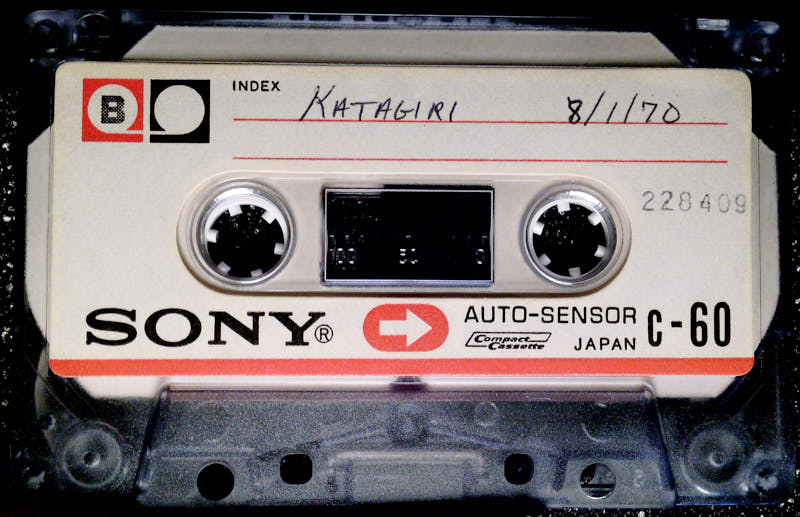 B
INDEX KATAGIRI 8/1/70
228409
100 50 0
SONY® AUTO-SENSOR C-60
Compact Cassette JAPAN